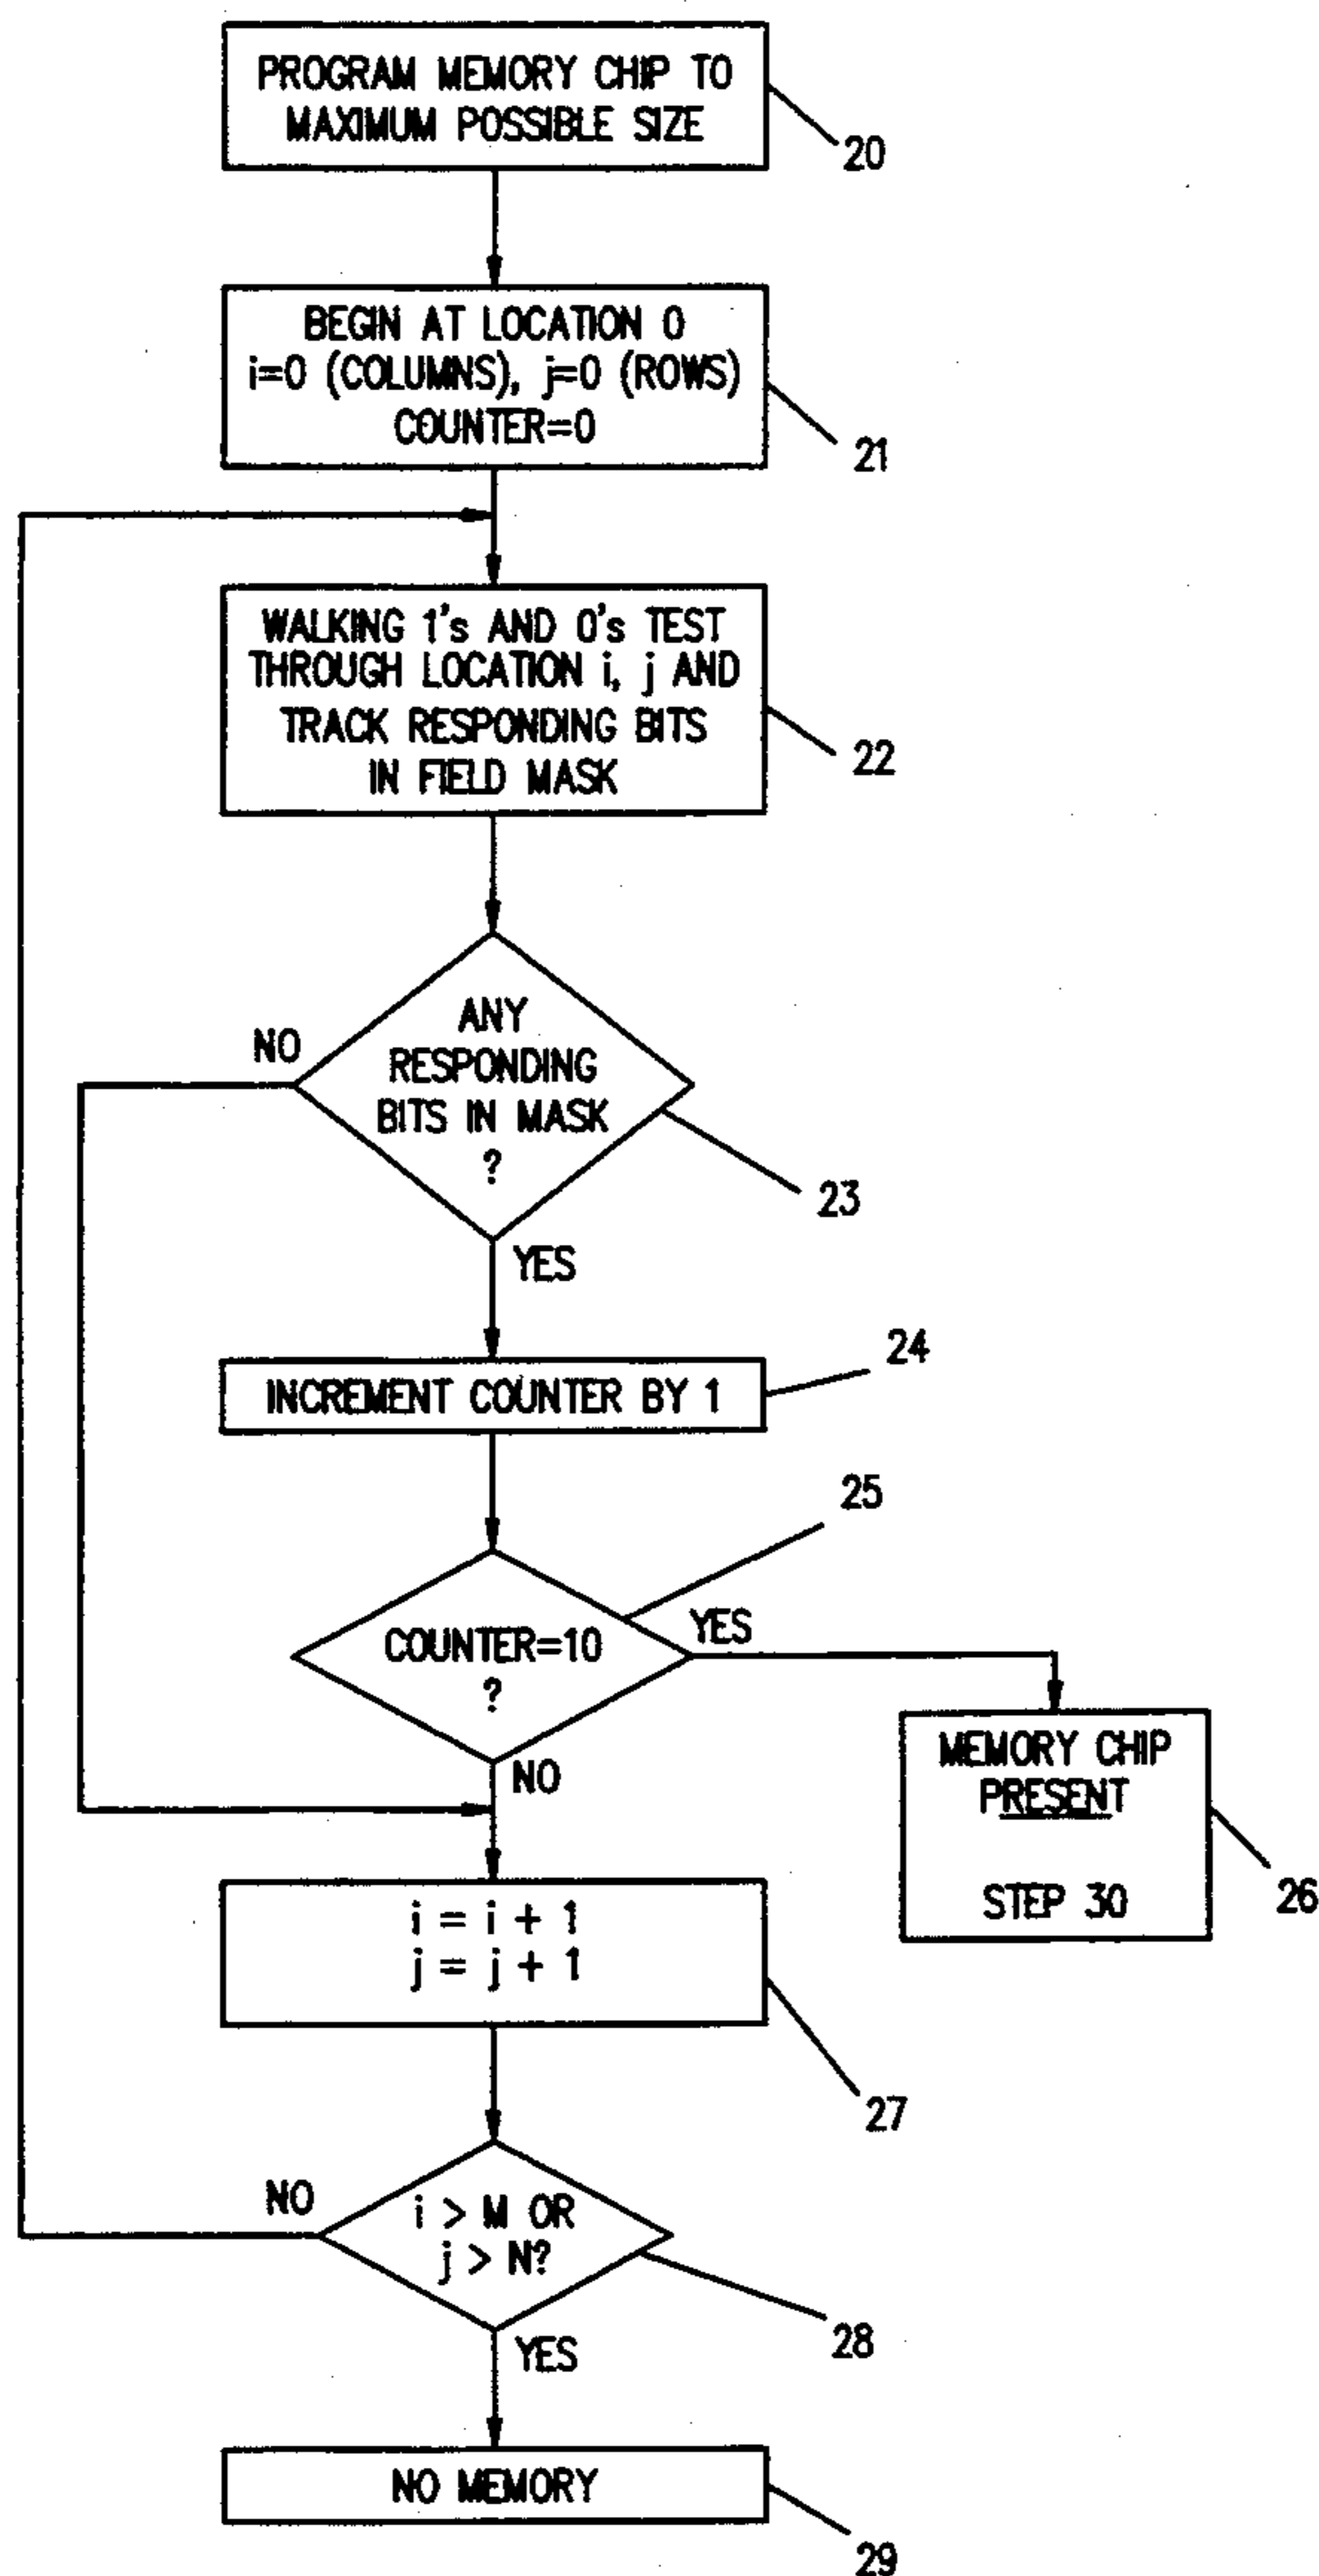 PROGRAM MEMORY CHIP TO
MAXIMUM POSSIBLE SIZE
20
BEGIN AT LOCATION 0
i=0 (COLUMNS), j=0 (ROWS)
COUNTER=0
21
WALKING 1's AND 0's TEST
THROUGH LOCATION i, j AND
TRACK RESPONDING BITS
IN FIELD MASK
22
ANY
RESPONDING
BITS IN MASK
?
NO
23
YES
24
INCREMENT COUNTER BY 1
25
COUNTER=10
?
YES
NO
MEMORY CHIP
PRESENT
STEP 30
26
i = i + 1
j = j + 1
27
NO
i > M OR
j > N?
28
YES
NO MEMORY
29